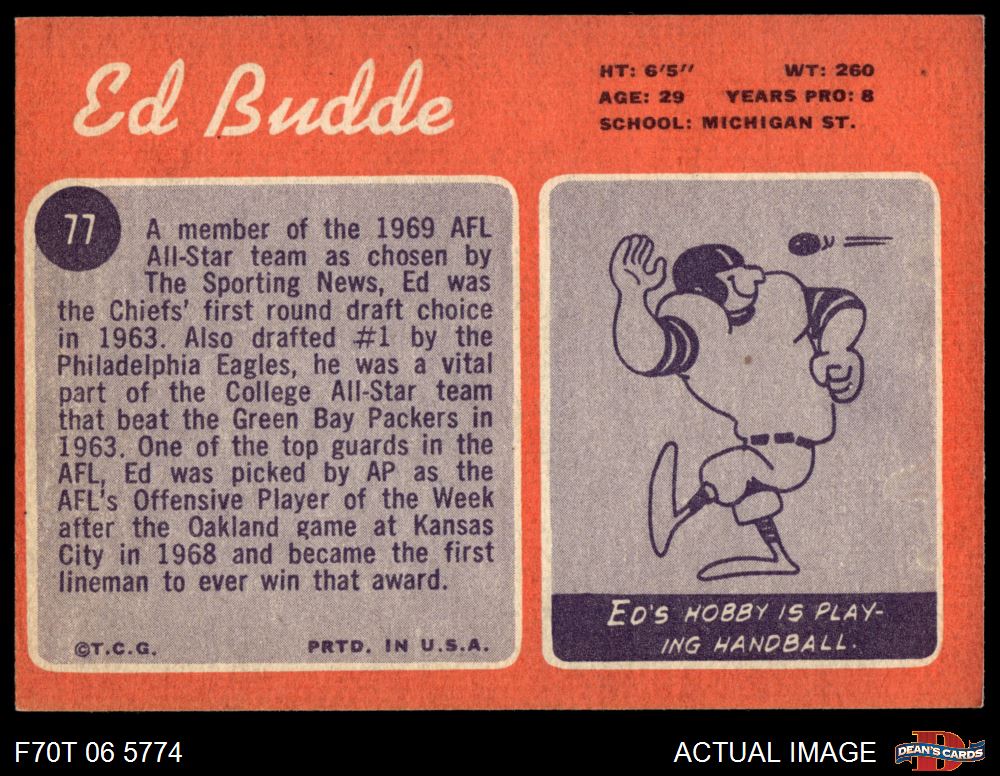 Ed Budde
HT: 6'5" WT: 260
AGE: 29 YEARS PRO: 8
SCHOOL: MICHIGAN ST.
77
A member of the 1969 AFL
All-Star team as chosen by
The Sporting News, Ed was
the Chiefs' first round draft choice
in 1963. Also drafted #1 by the
Philadelphia Eagles, he was a vital
part of the College All-Star team
that beat the Green Bay Packers in
1963. One of the top guards in the
AFL, Ed was picked by AP as the
AFL's Offensive Player of the Week
after the Oakland game at Kansas
City in 1968 and became the first
lineman to ever win that award.
©T.C.G. PRTD. IN U.S.A.
ED'S HOBBY IS PLAY-
ING HANDBALL.
F70T 06 5774
ACTUAL IMAGE
D
DEAN'S CARDS